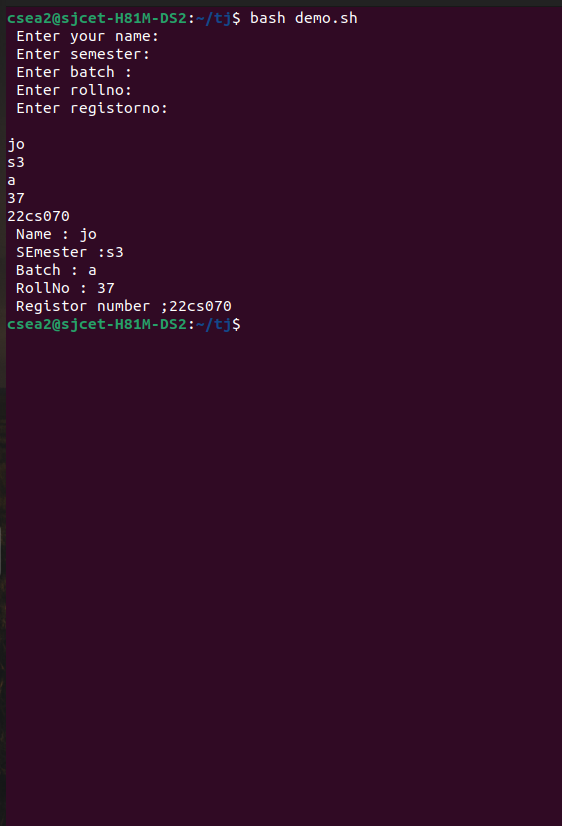 csea2@sjcet-H81M-DS2:~/tj$ bash demo.sh
Enter your name:
Enter semester:
Enter batch :
Enter rollno:
Enter registorno:
jo
s3
a
37
22cs070
Name : jo
SEmester :s3
Batch : a
RollNo : 37
Registor number ;22cs070
csea2@sjcet-H81M-DS2:~/tj$